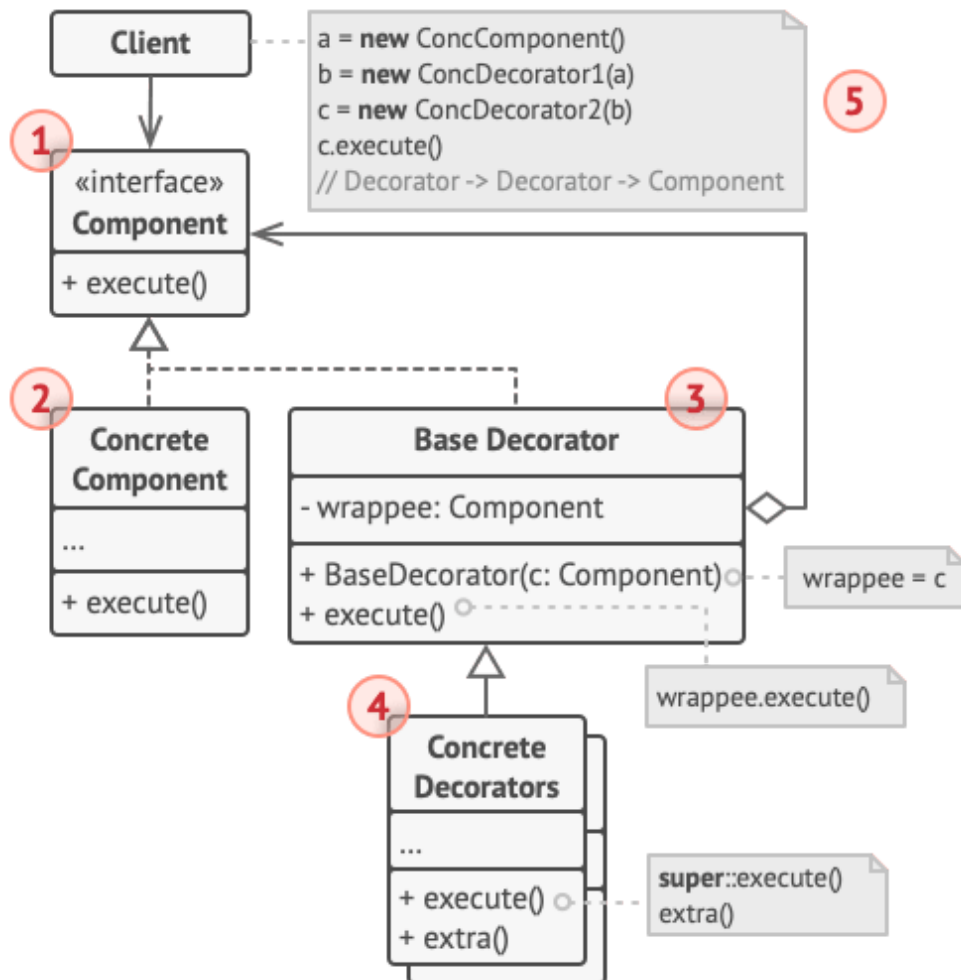 Client
a = new ConcComponent()
b = new ConcDecorator1(a)
c = new ConcDecorator2(b)
c.execute()
// Decorator -> Decorator -> Component
5
1
«interface»
Component
+ execute()
2
Concrete
Component
...
+ execute()
3
Base Decorator
- wrappee: Component
+ BaseDecorator(c: Component)
+ execute()
wrappee = c
wrappee.execute()
4
Concrete
Decorators
...
+ execute()
+ extra()
super::execute()
extra()